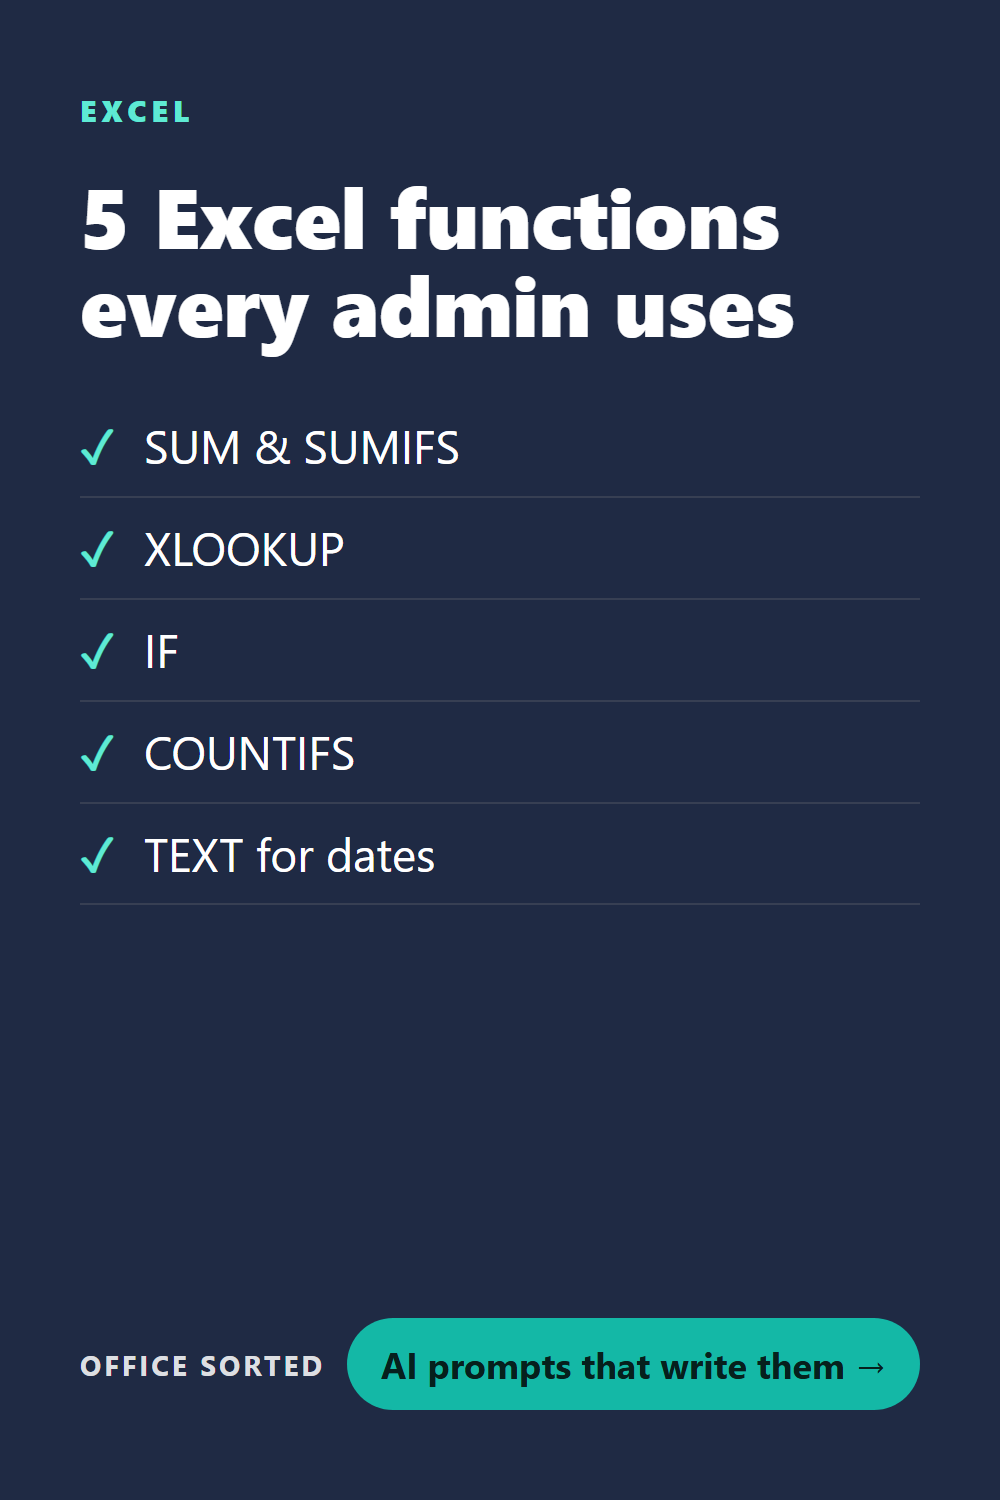 EXCEL
5 Excel functions
every admin uses
✓ SUM & SUMIFS
✓ XLOOKUP
✓ IF
✓ COUNTIFS
✓ TEXT for dates
OFFICE SORTED
AI prompts that write them →